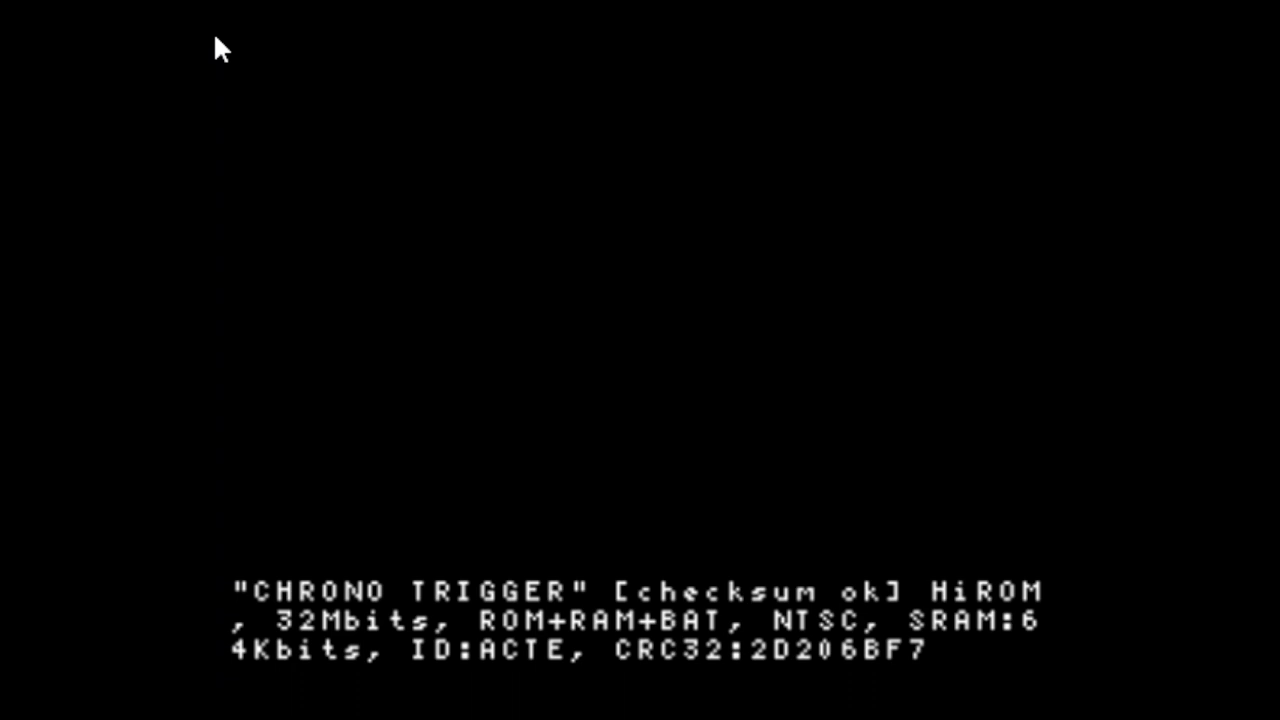 "CHRONO TRIGGER" [checksum ok] HiROM
, 32Mbits, ROM+RAM+BAT, NTSC, SRAM:6
4Kbits, ID:ACTE, CRC32:2D206BF7